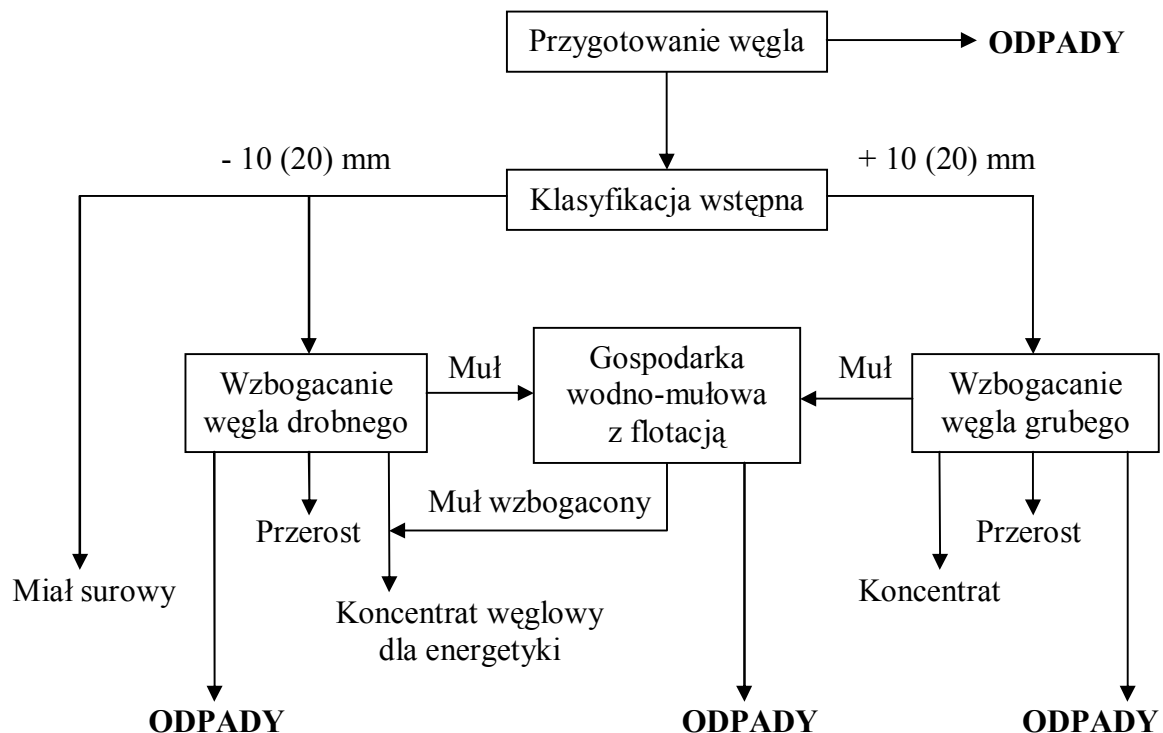 Przygotowanie węgla
ODPADY
- 10 (20) mm
+ 10 (20) mm
Klasyfikacja wstępna
Wzbogacanie
węgla drobnego
Muł
Gospodarka
wodno-mułowa
z flotacją
Muł
Wzbogacanie
węgla grubego
Muł wzbogacony
Przerost
Przerost
Miał surowy
Koncentrat węglowy
dla energetyki
Koncentrat
ODPADY
ODPADY
ODPADY